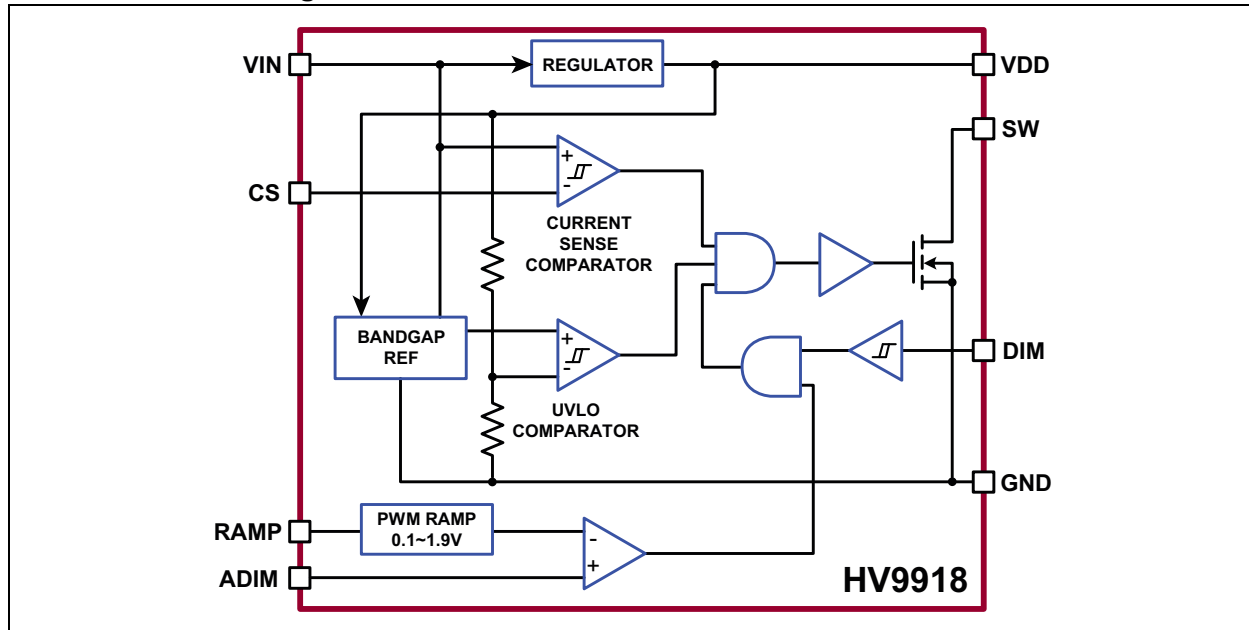 VIN
REGULATOR
VDD
SW
+
-
CS
CURRENT
SENSE
COMPARATOR
BANDGAP
REF
+
-
DIM
UVLO
COMPARATOR
GND
RAMP
PWM RAMP
0.1~1.9V
-
+
ADIM
HV9918